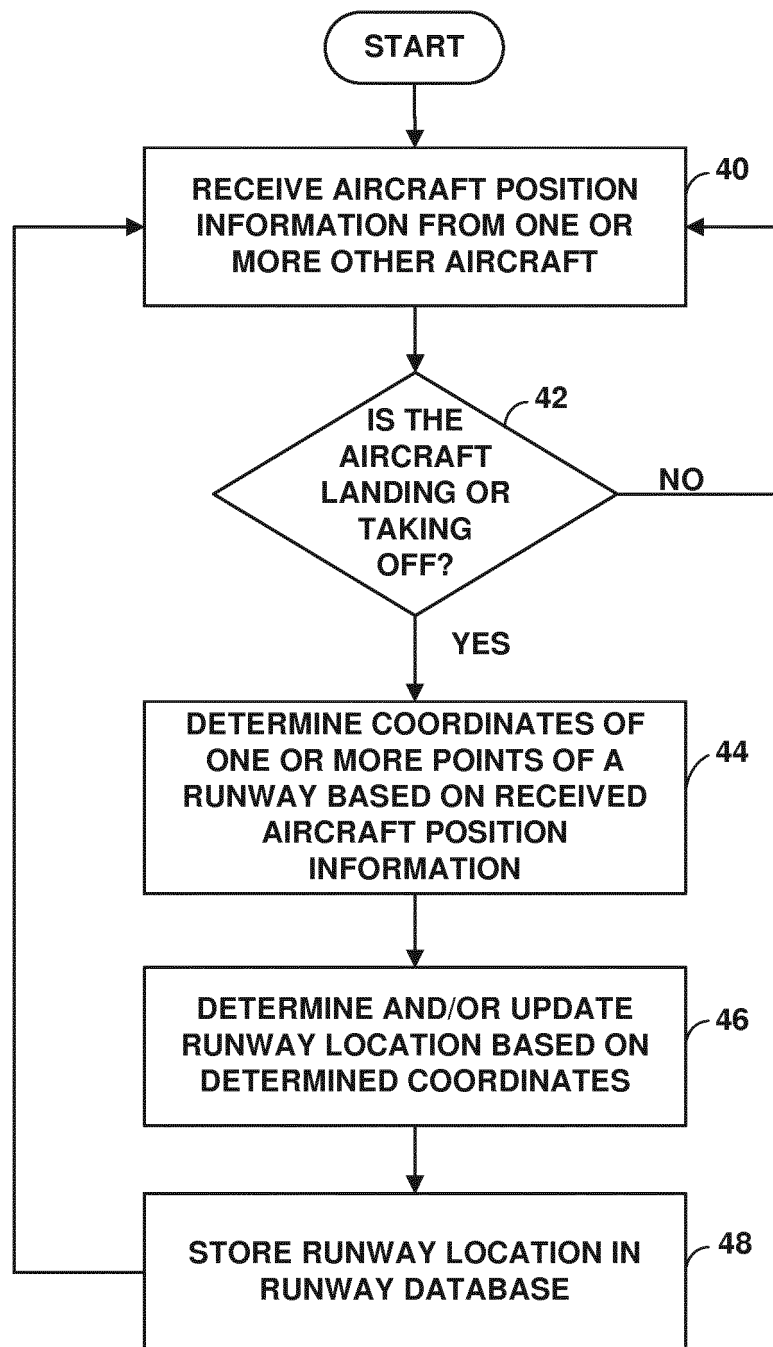 START
RECEIVE AIRCRAFT POSITION
INFORMATION FROM ONE OR
MORE OTHER AIRCRAFT
40
IS THE
AIRCRAFT
LANDING OR
TAKING
OFF?
42
NO
YES
DETERMINE COORDINATES OF
ONE OR MORE POINTS OF A
RUNWAY BASED ON RECEIVED
AIRCRAFT POSITION
INFORMATION
44
DETERMINE AND/OR UPDATE
RUNWAY LOCATION BASED ON
DETERMINED COORDINATES
46
STORE RUNWAY LOCATION IN
RUNWAY DATABASE
48